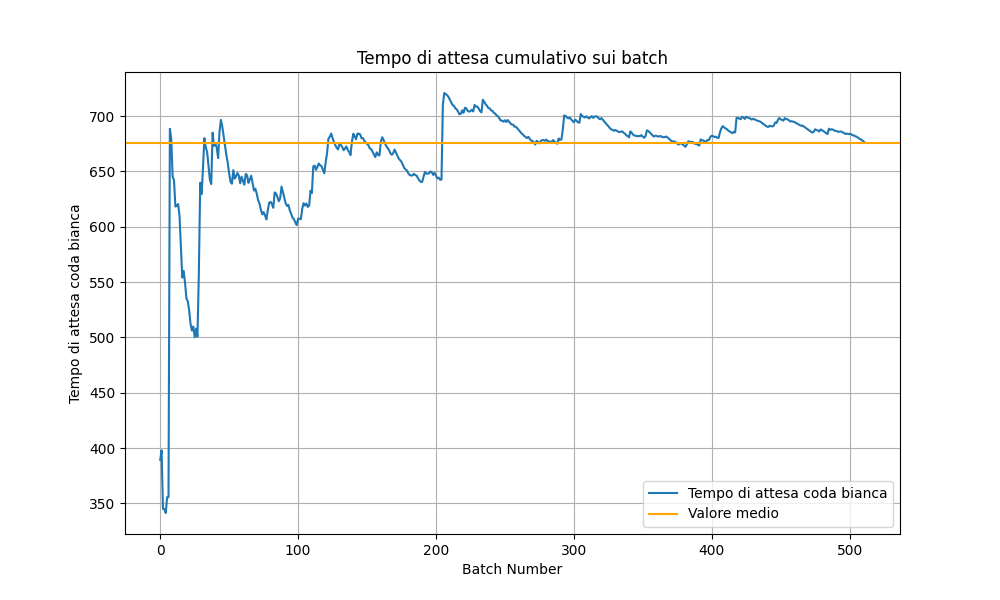 Tempo di attesa cumulativo sui batch
Tempo di attesa coda bianca
700
650
600
550
500
450
400
350
0 100 200 300 400 500
Batch Number
Tempo di attesa coda bianca
Valore medio